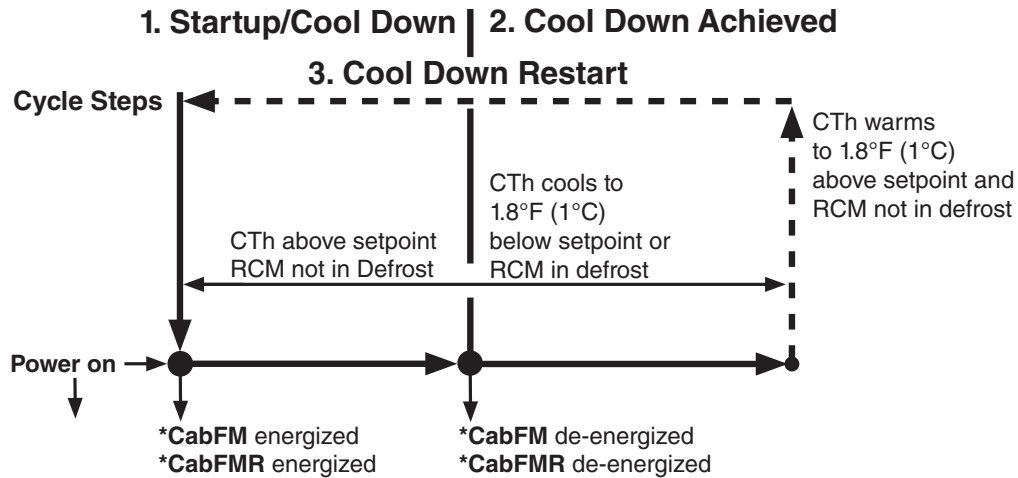 1. Startup/Cool Down
2. Cool Down Achieved
3. Cool Down Restart
Cycle Steps
CTh warms
to 1.8°F (1°C)
above setpoint and
RCM not in defrost
CTh cools to
1.8°F (1°C)
below setpoint or
RCM in defrost
CTh above setpoint
RCM not in Defrost
Power on
*CabFM energized
*CabFMR energized
*CabFM de-energized
*CabFMR de-energized